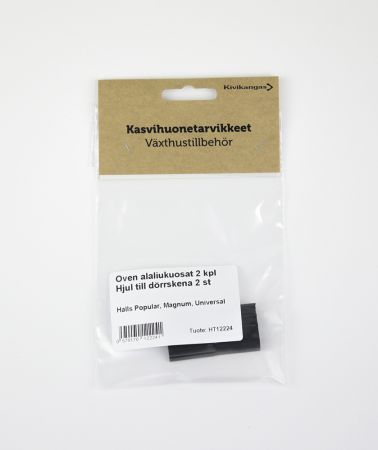 Kivikangas
Kasvihuonetarvikkeet
Växthustillbehör
Oven alaliukuosat 2 kpl
Hjul till dörrskena 2 st
Halls Popular, Magnum, Universal
Tuote: HT12224